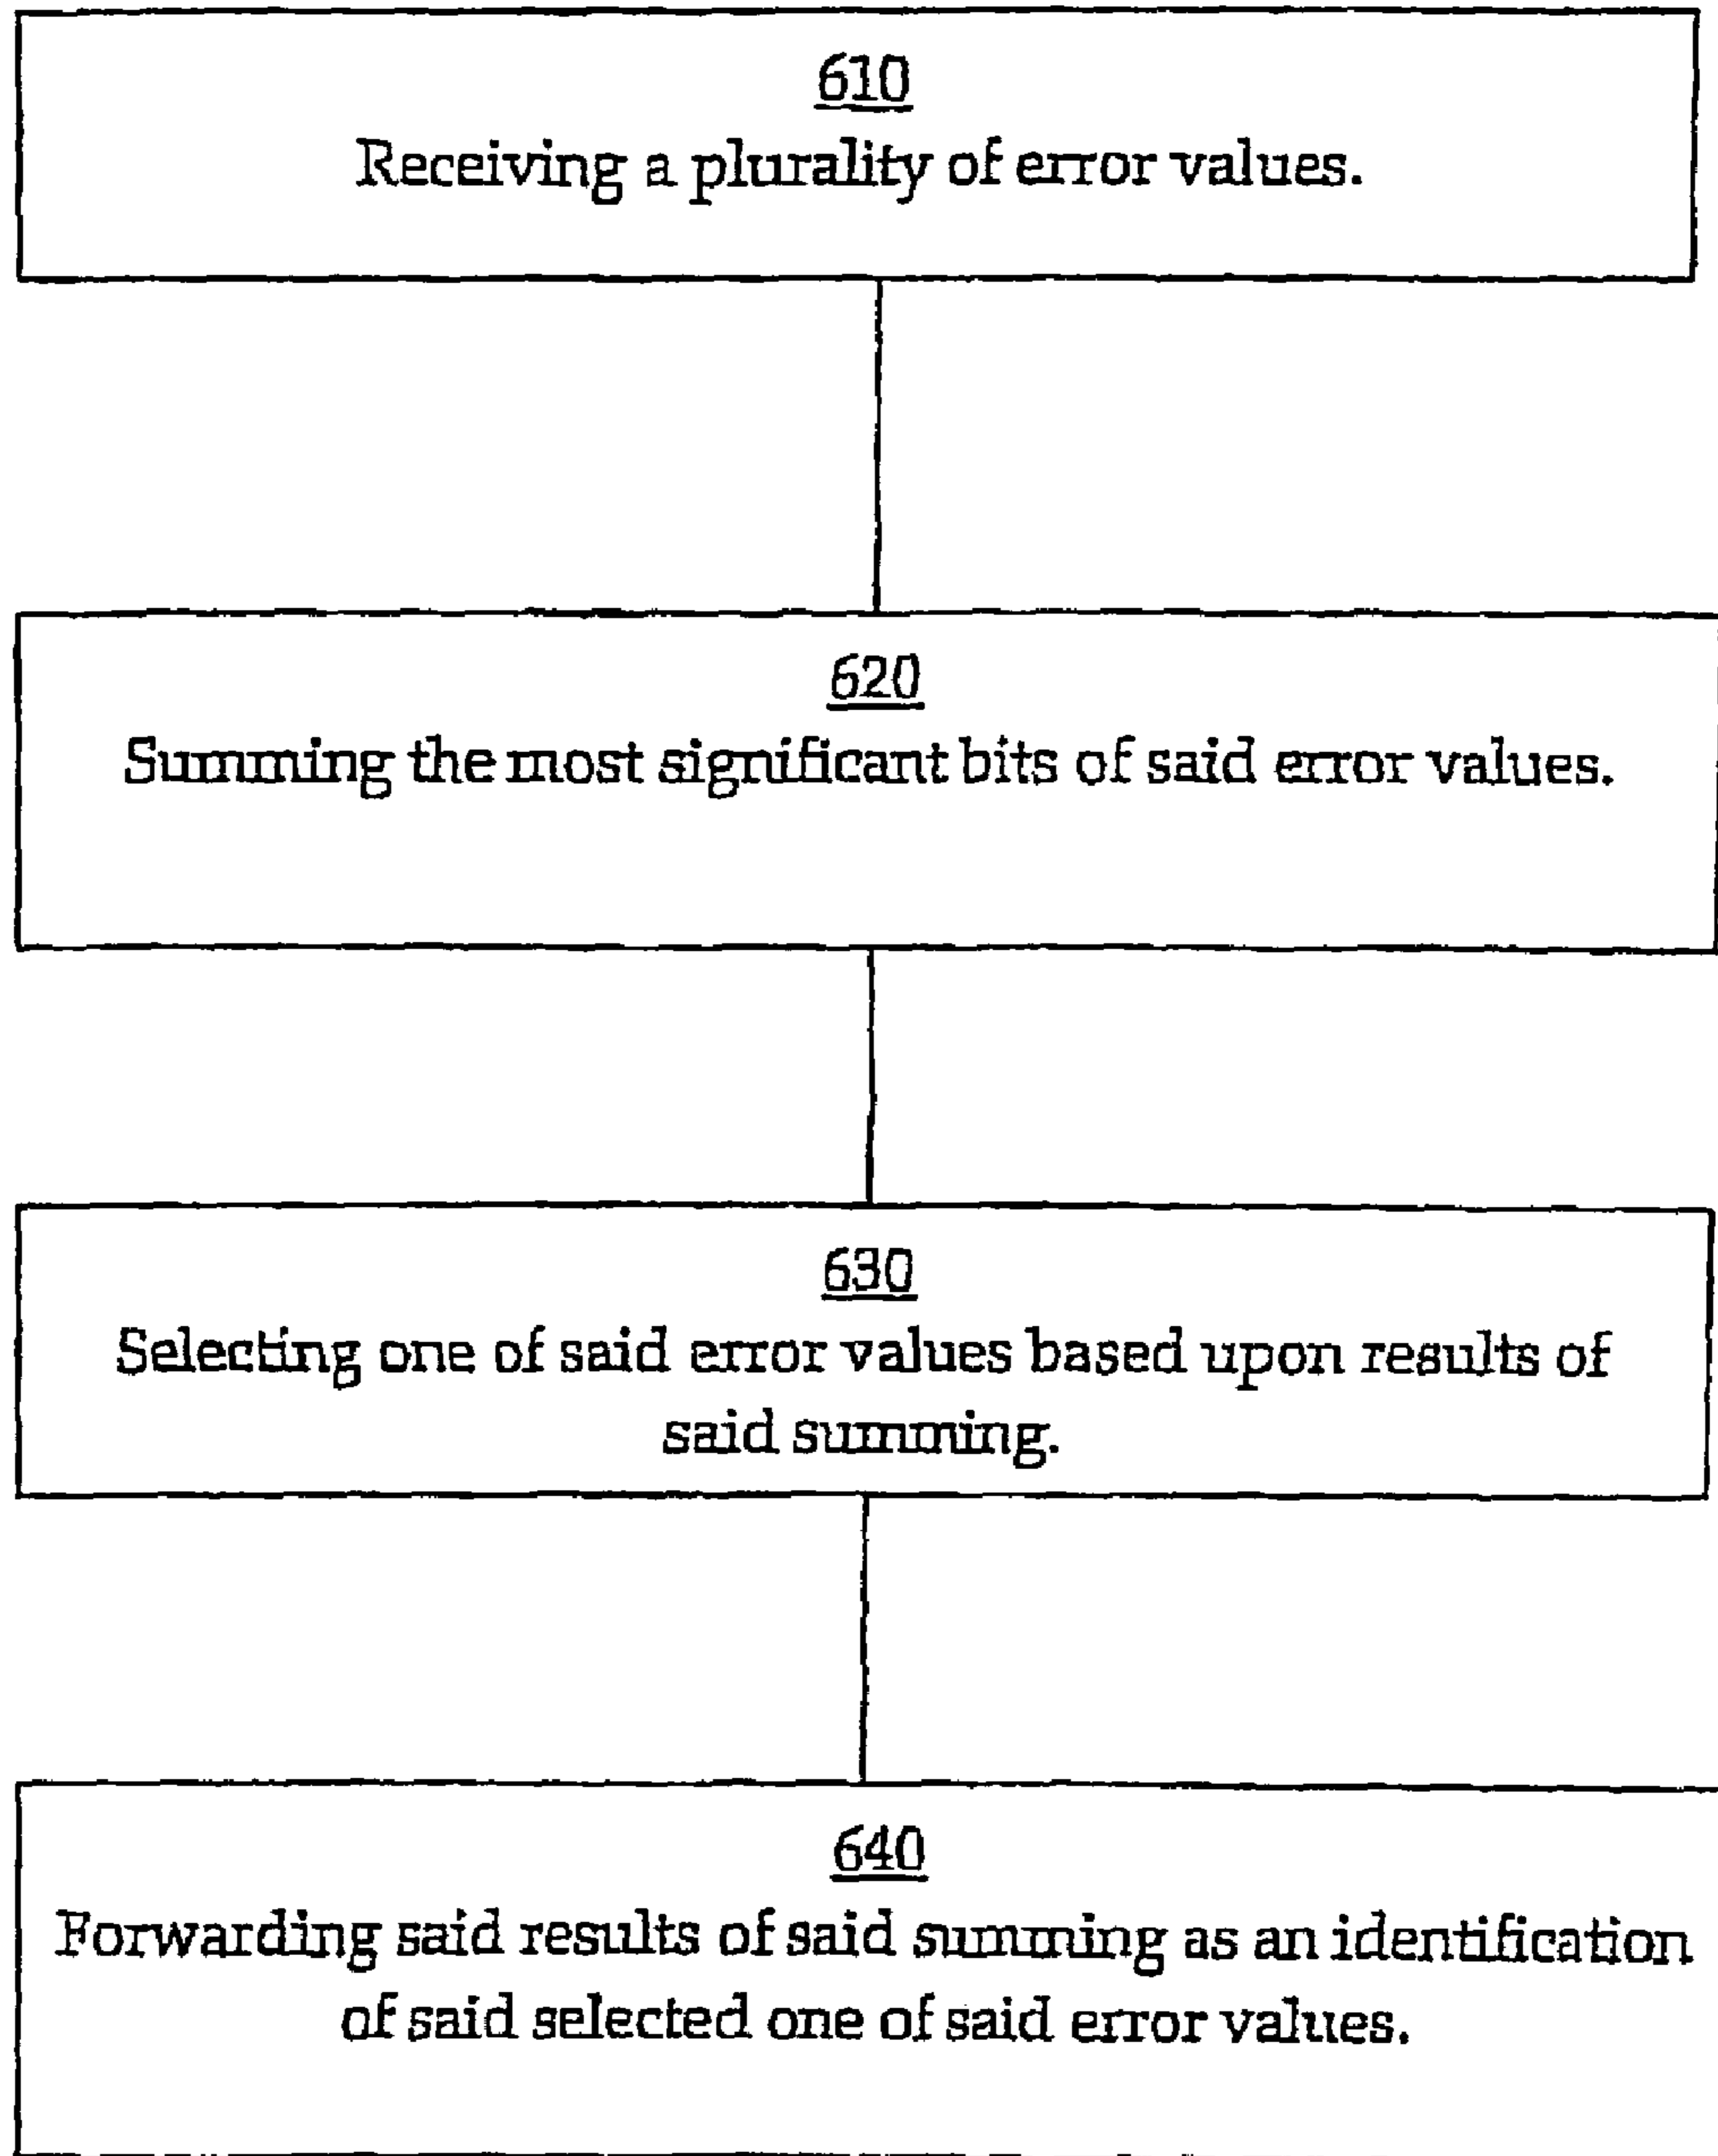 610
Receiving a plurality of error values.
620
Summing the most significant bits of said error values.
630
Selecting one of said error values based upon results of
said summing.
640
Forwarding said results of said summing as an identification
of said selected one of said error values.